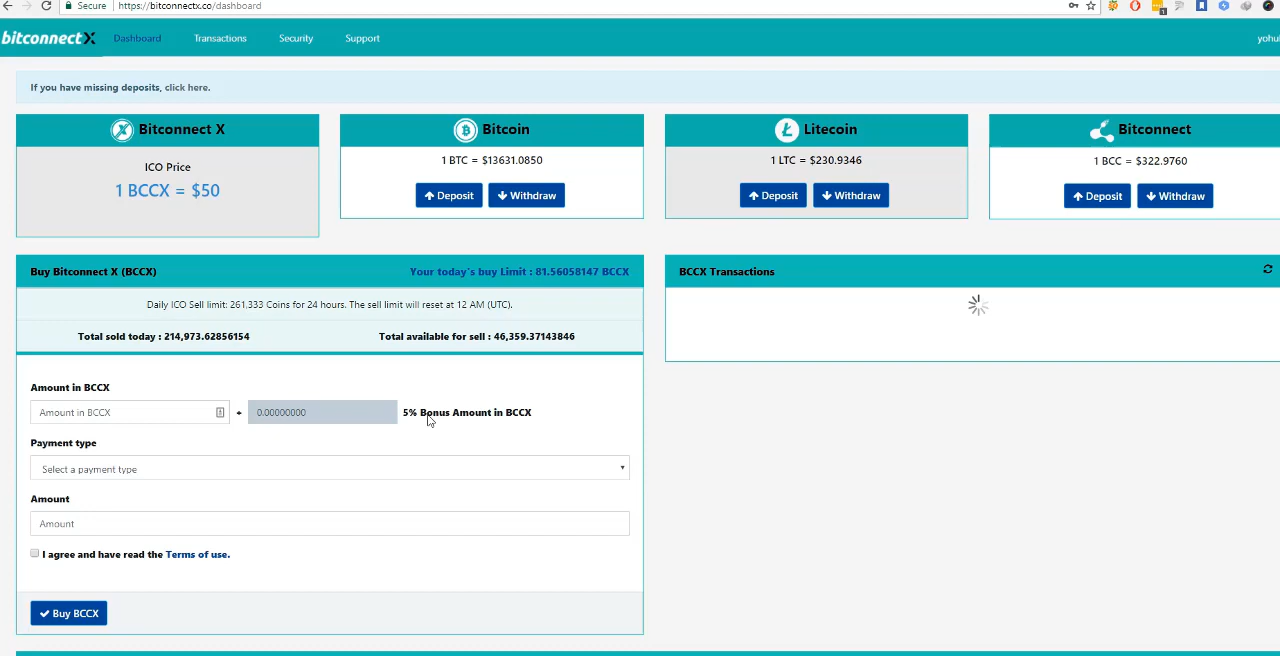 Secure https://bitconnectx.co/dashboard
1
bitconnectX Dashboard Transactions Security Support yohu
If you have missing deposits, click here.
Bitconnect X
ICO Price
1 BCCX = $50
Bitcoin
1 BTC = $13631.0850
Deposit Withdraw
Litecoin
1 LTC = $230.9346
Deposit Withdraw
Bitconnect
1 BCC = $322.9760
Deposit Withdraw
Buy Bitconnect X (BCCX) Your today's buy Limit : 81.56058147 BCCX
Daily ICO Sell limit: 261,333 Coins for 24 hours. The sell limit will reset at 12 AM (UTC).
Total sold today : 214,973.62856154 Total available for sell : 46,359.37143846
Amount in BCCX
Amount in BCCX + 0.00000000 5% Bonus Amount in BCCX
Payment type
Select a payment type
Amount
Amount
I agree and have read the Terms of use.
Buy BCCX
BCCX Transactions